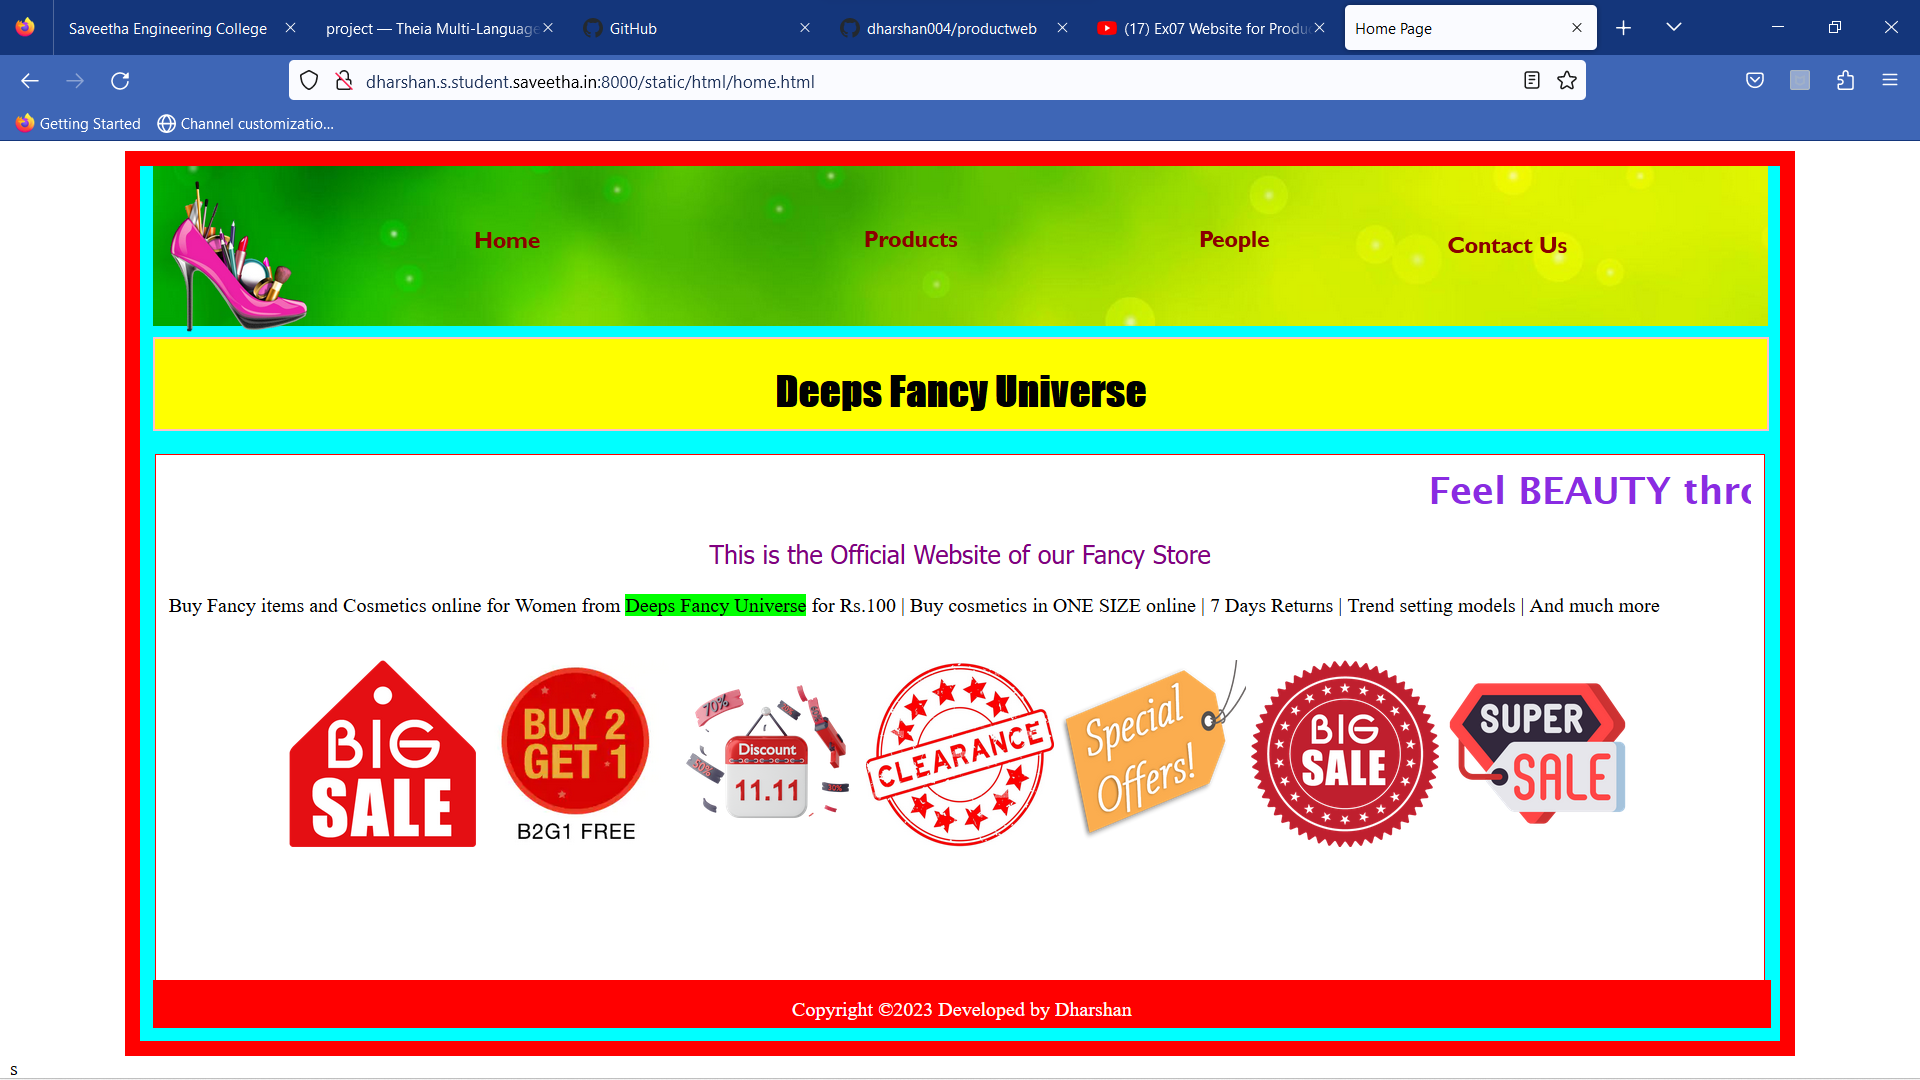 Saveetha Engineering College
project — Theia Multi-Language
GitHub
dharshan004/productweb
(17) Ex07 Website for Produ
Home Page
dharshan.s.student.saveetha.in:8000/static/html/home.html
Getting Started
Channel customizatio...
Home
Products
People
Contact Us
Deeps Fancy Universe
Feel BEAUTY thro
This is the Official Website of our Fancy Store
Buy Fancy items and Cosmetics online for Women from Deeps Fancy Universe for Rs.100 | Buy cosmetics in ONE SIZE online | 7 Days Returns | Trend setting models | And much more
BIG
SALE
BUY 2
GET 1
B2G1 FREE
70%
50%
Discount
11.11
CLEARANCE
Special
Offers!
BIG
SALE
SUPER
SALE
Copyright ©2023 Developed by Dharshan
s